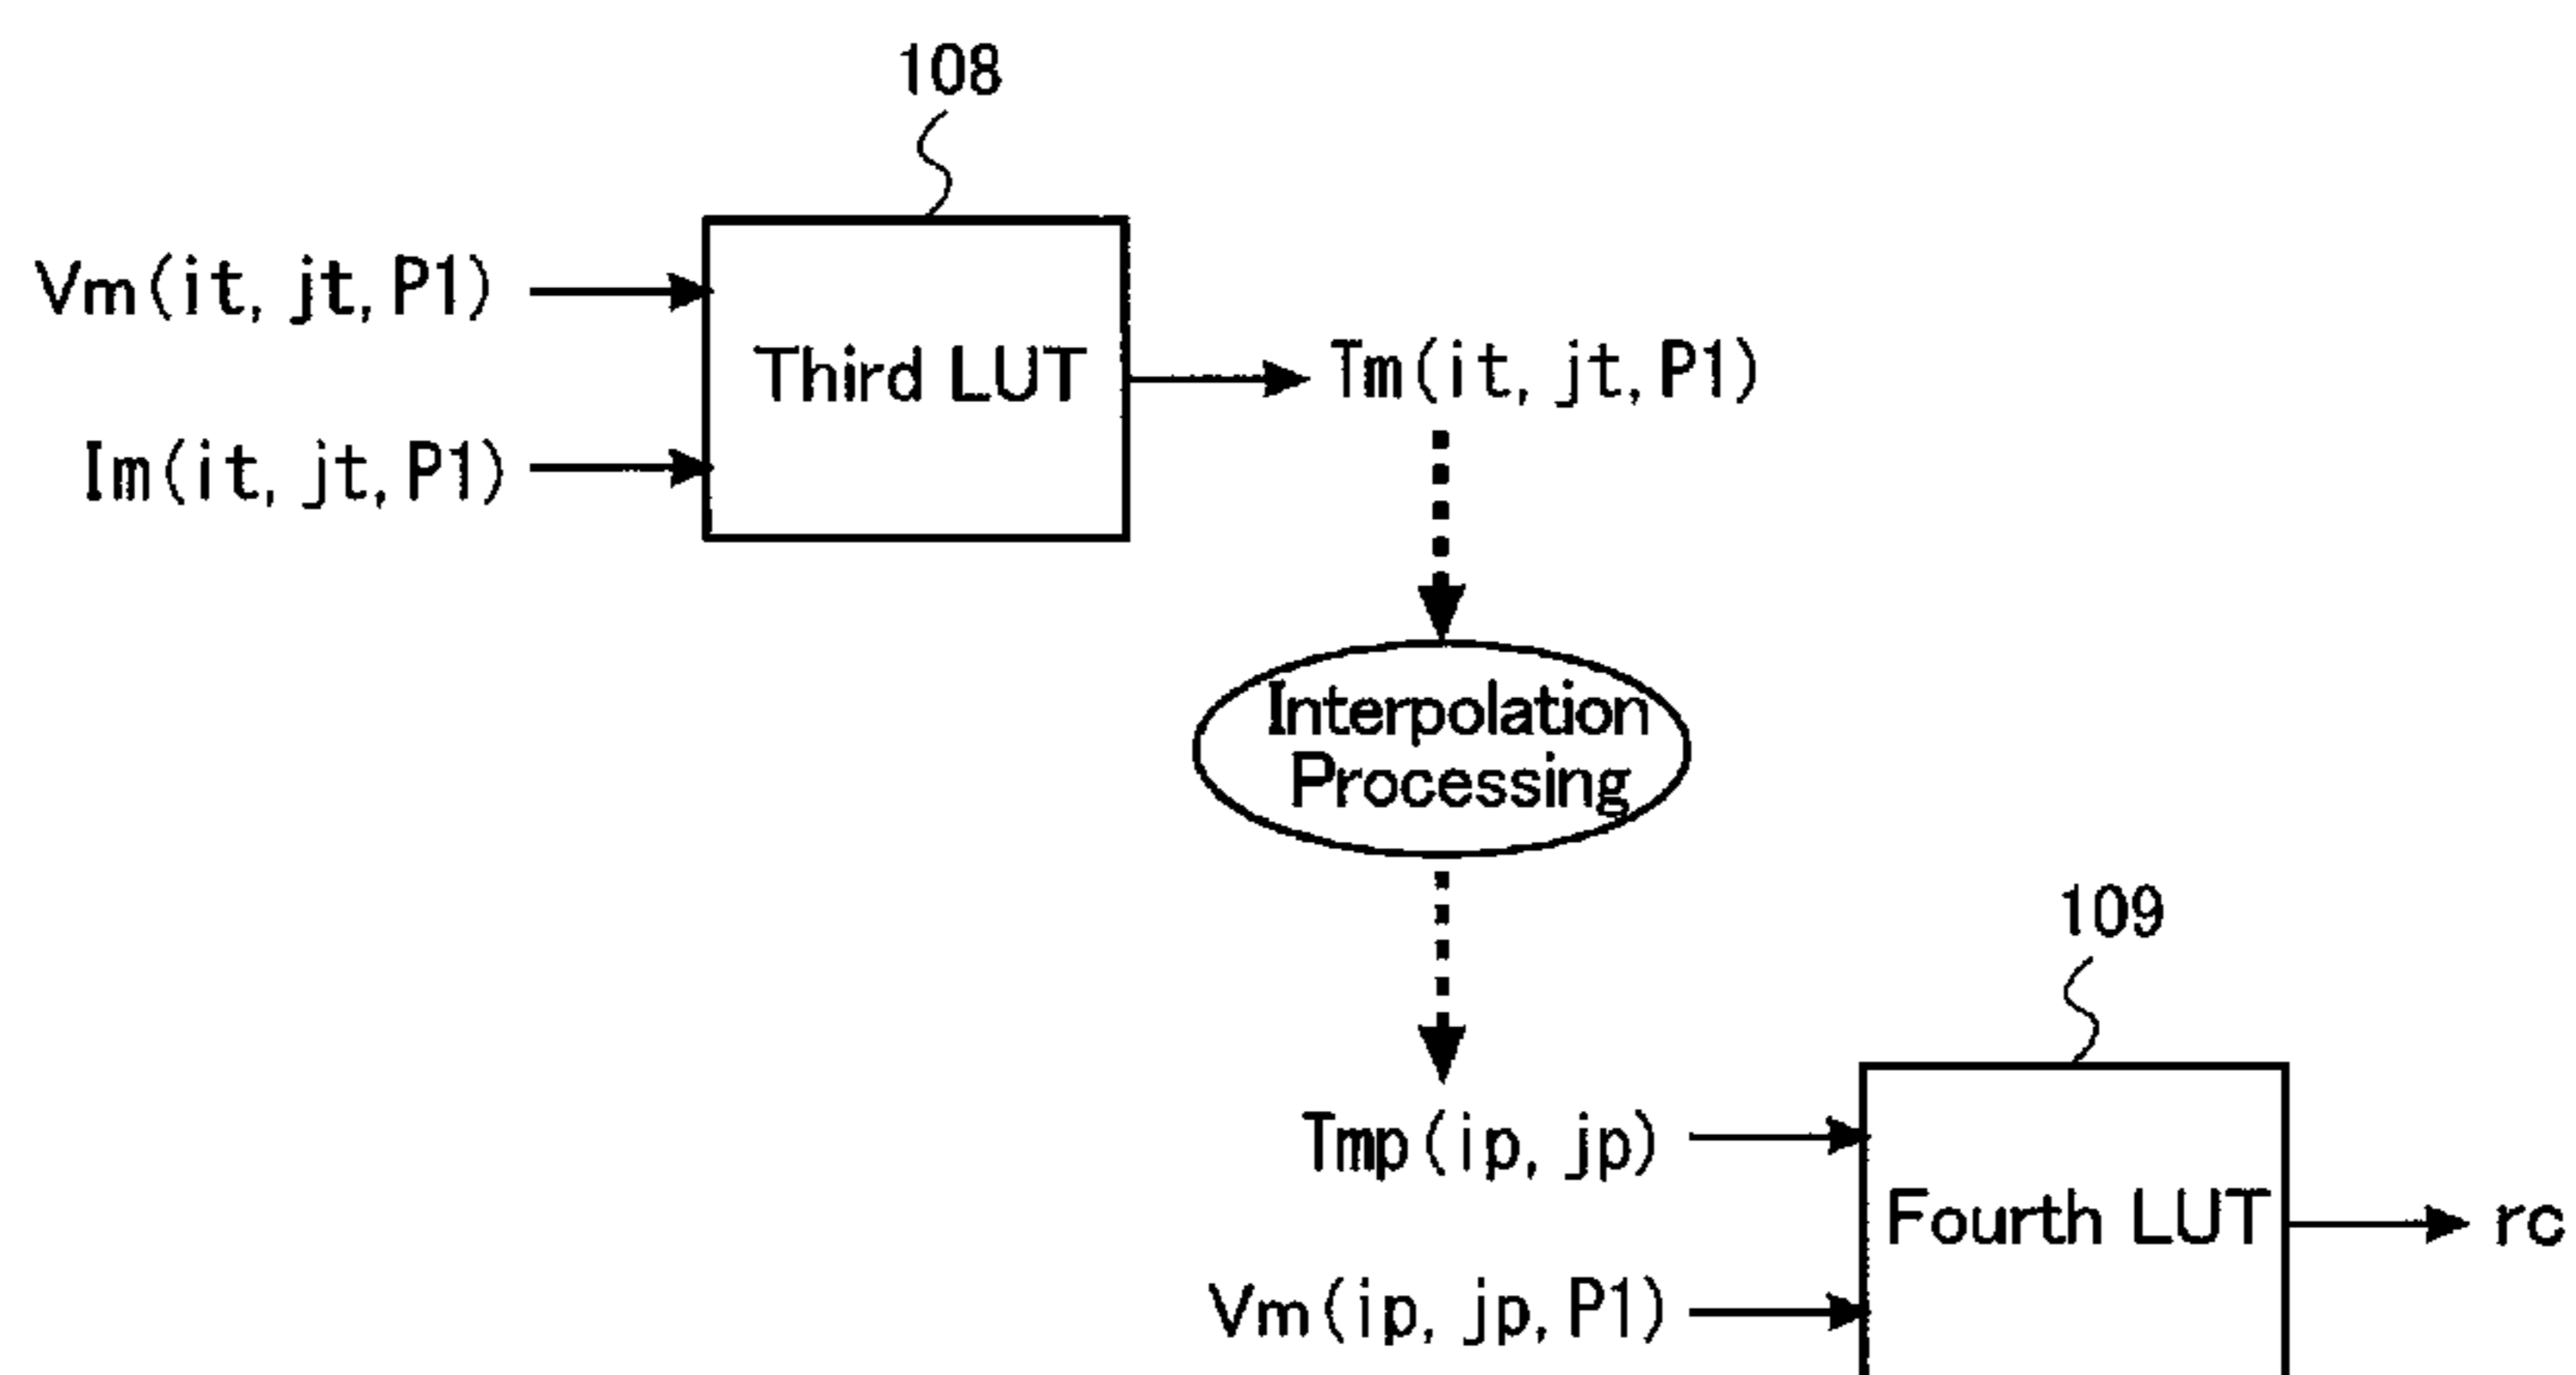 108
Vm(it, jt, P1)
Third LUT
Tm(it, jt, P1)
Im(it, jt, P1)
Interpolation
Processing
109
Tmp(ip, jp)
Fourth LUT
rc
Vm(ip, jp, P1)